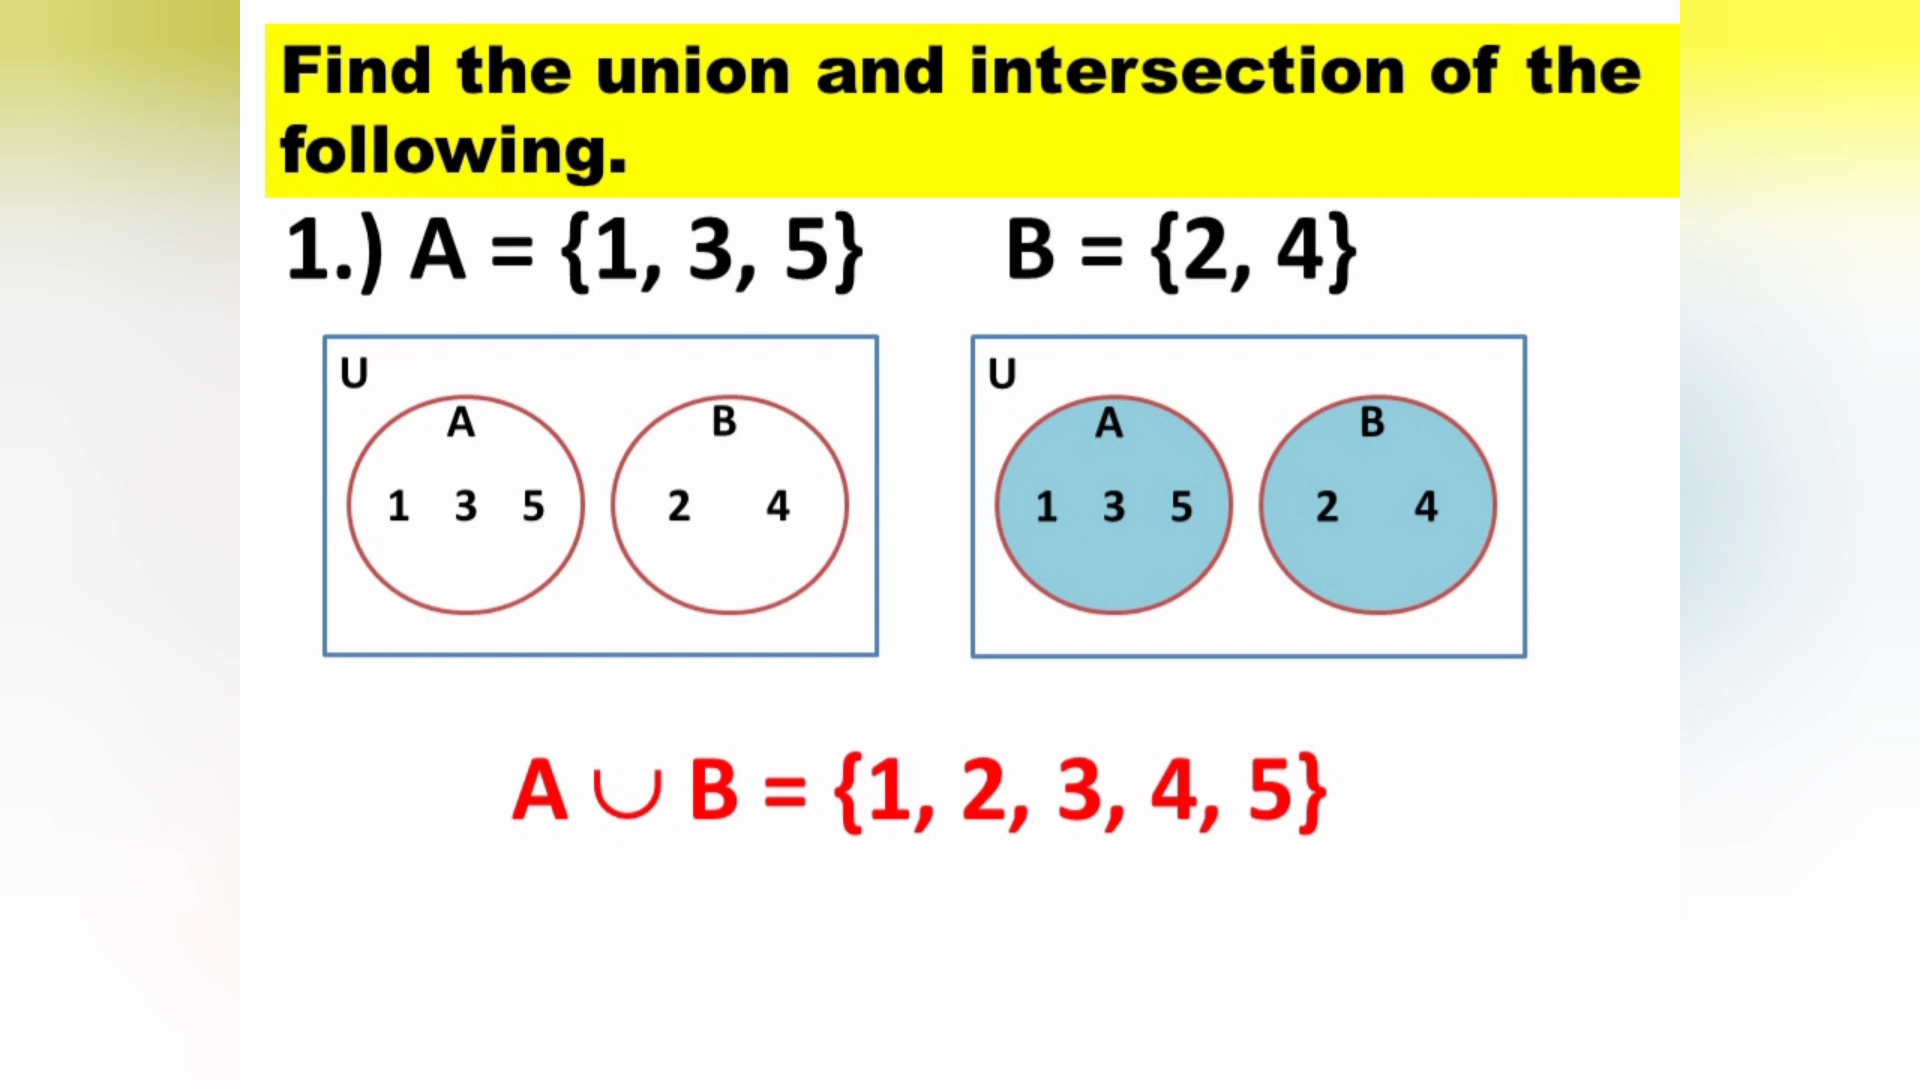 Find the union and intersection of the
following.
1.) A = {1, 3, 5} B = {2, 4}
U
A
B
1 3 5
2 4
U
A
B
1 3 5
2 4
A ∪ B = {1, 2, 3, 4, 5}